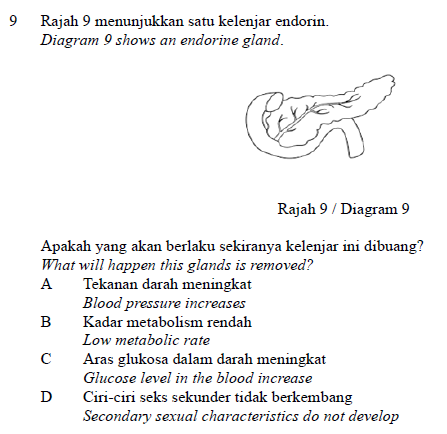 9 Rajah 9 menunjukkan satu kelenjar endorin.
Diagram 9 shows an endocrine gland.
Rajah 9 / Diagram 9
Apakah yang akan berlaku sekiranya kelenjar ini dibuang?
What will happen this glands is removed?
A Tekanan darah meningkat
Blood pressure increases
B Kadar metabolism rendah
Low metabolic rate
C Aras glukosa dalam darah meningkat
Glucose level in the blood increase
D Ciri-ciri seks sekunder tidak berkembang
Secondary sexual characteristics do not develop